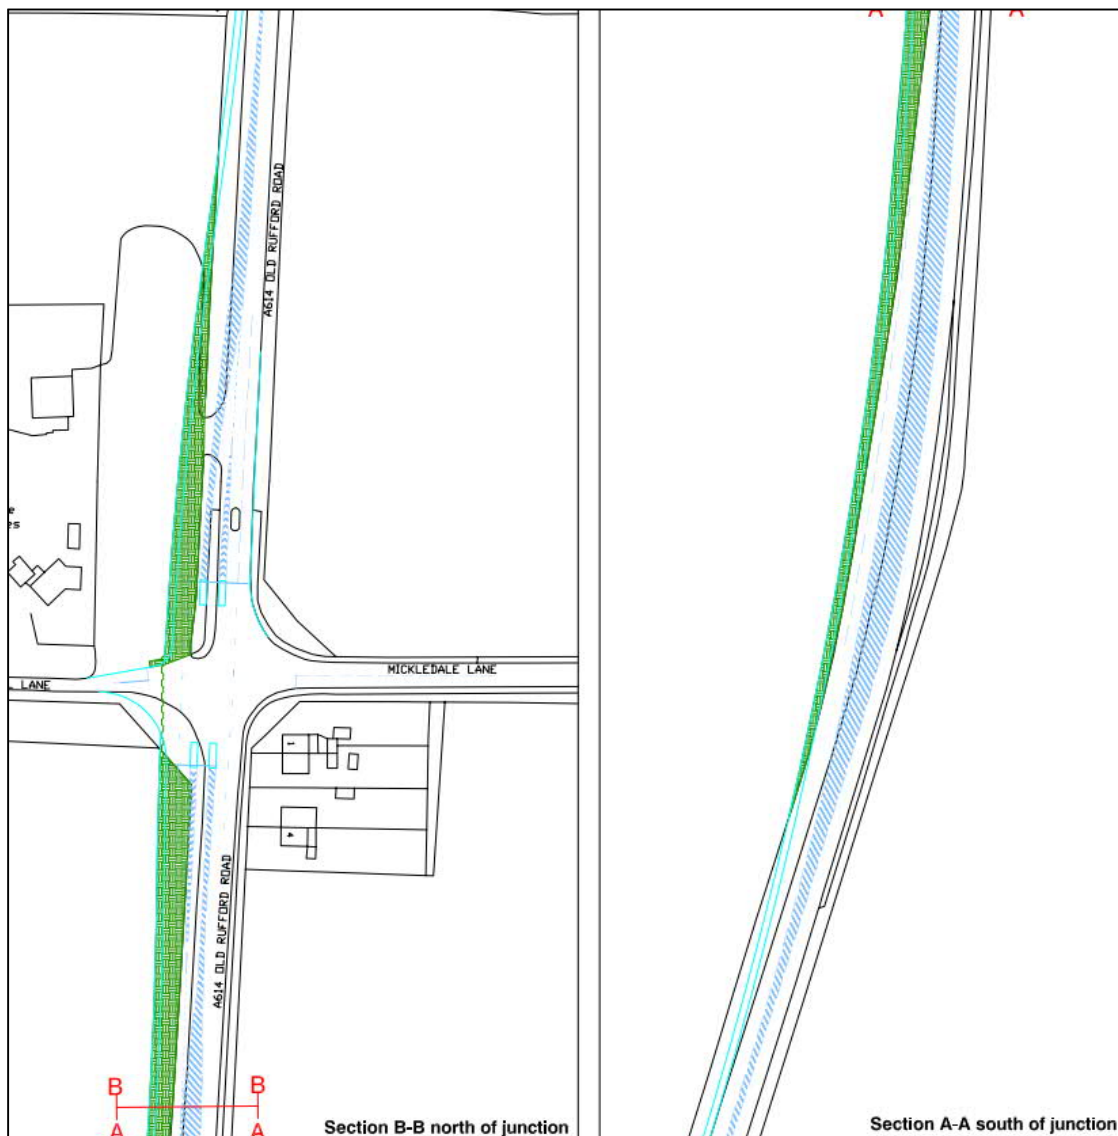 A A
A614 OLD RUFFORD ROAD
MICKLEDALE LANE
LANE
1
4
A614 OLD RUFFORD ROAD
B B
A A
Section B-B north of junction
Section A-A south of junction